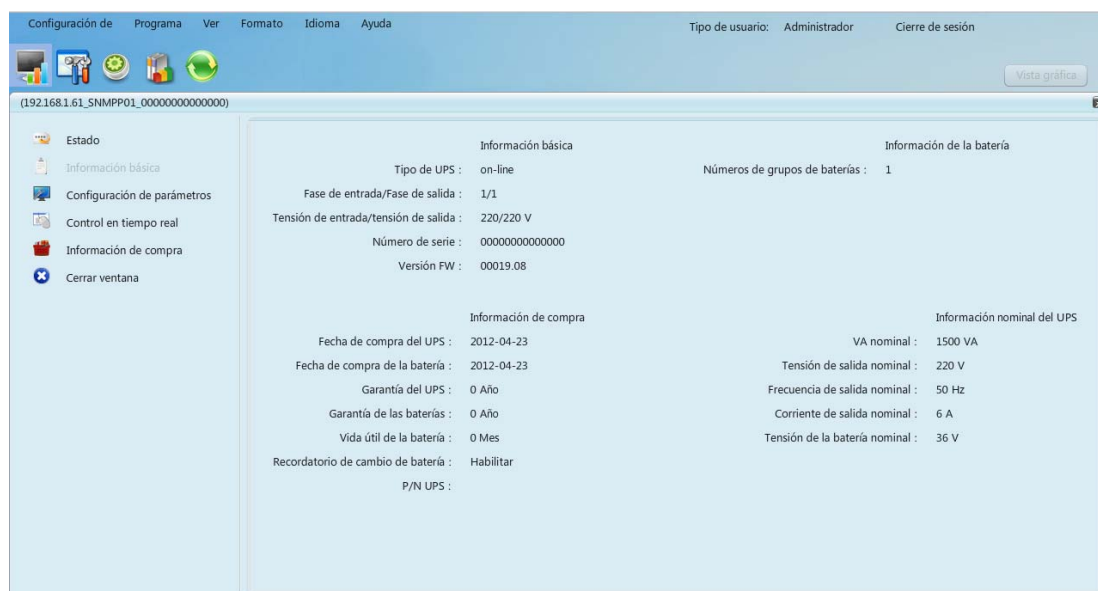 Configuración de Programa Ver Formato Idioma Ayuda Tipo de usuario: Administrador Cierre de sesión
Vista gráfica
(192.168.1.61_SNMPP01_00000000000000)
Estado
Información básica
Configuración de parámetros
Control en tiempo real
Información de compra
Cerrar ventana
Información básica
Tipo de UPS : on-line
Fase de entrada/Fase de salida : 1/1
Tensión de entrada/tensión de salida : 220/220 V
Número de serie : 00000000000000
Versión FW : 00019.08
Información de la batería
Números de grupos de baterías : 1
Información de compra
Fecha de compra del UPS : 2012-04-23
Fecha de compra de la batería : 2012-04-23
Garantía del UPS : 0 Año
Garantía de las baterías : 0 Año
Vida útil de la batería : 0 Mes
Recordatorio de cambio de batería : Habilitar
P/N UPS :
Información nominal del UPS
VA nominal : 1500 VA
Tensión de salida nominal : 220 V
Frecuencia de salida nominal : 50 Hz
Corriente de salida nominal : 6 A
Tensión de la batería nominal : 36 V